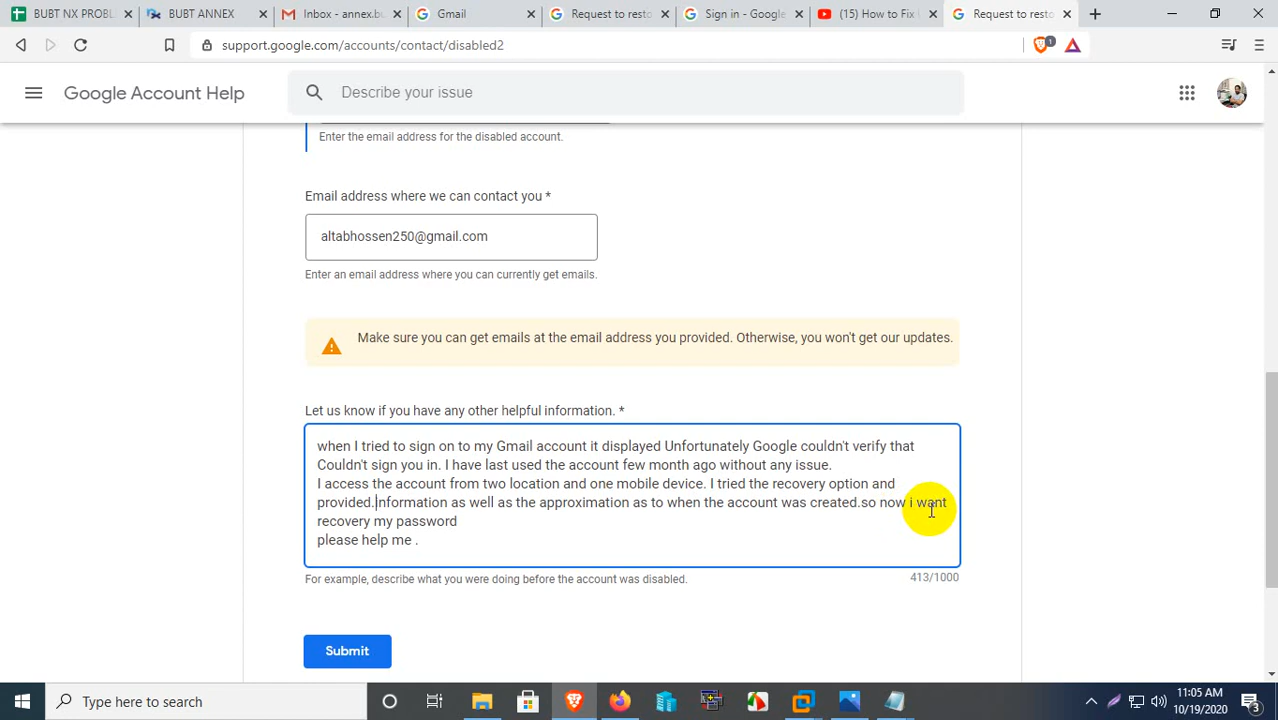 BUBT NX PROBL
BUBT ANNEX
Inbox - annex.bu
Gmail
Request to resto
Sign in - Google
(15) How to Fix
Request to resto
support.google.com/accounts/contact/disabled2
1
Google Account Help
Describe your issue
Enter the email address for the disabled account.
Email address where we can contact you *
altabhossen250@gmail.com
Enter an email address where you can currently get emails.
Make sure you can get emails at the email address you provided. Otherwise, you won't get our updates.
Let us know if you have any other helpful information. *
when I tried to sign on to my Gmail account it displayed Unfortunately Google couldn't verify that
Couldn't sign you in. I have last used the account few month ago without any issue.
I access the account from two location and one mobile device. I tried the recovery option and
provided.Information as well as the approximation as to when the account was created.so now i want
recovery my password
please help me .
For example, describe what you were doing before the account was disabled.
413/1000
Submit
Type here to search
11:05 AM
10/19/2020
3